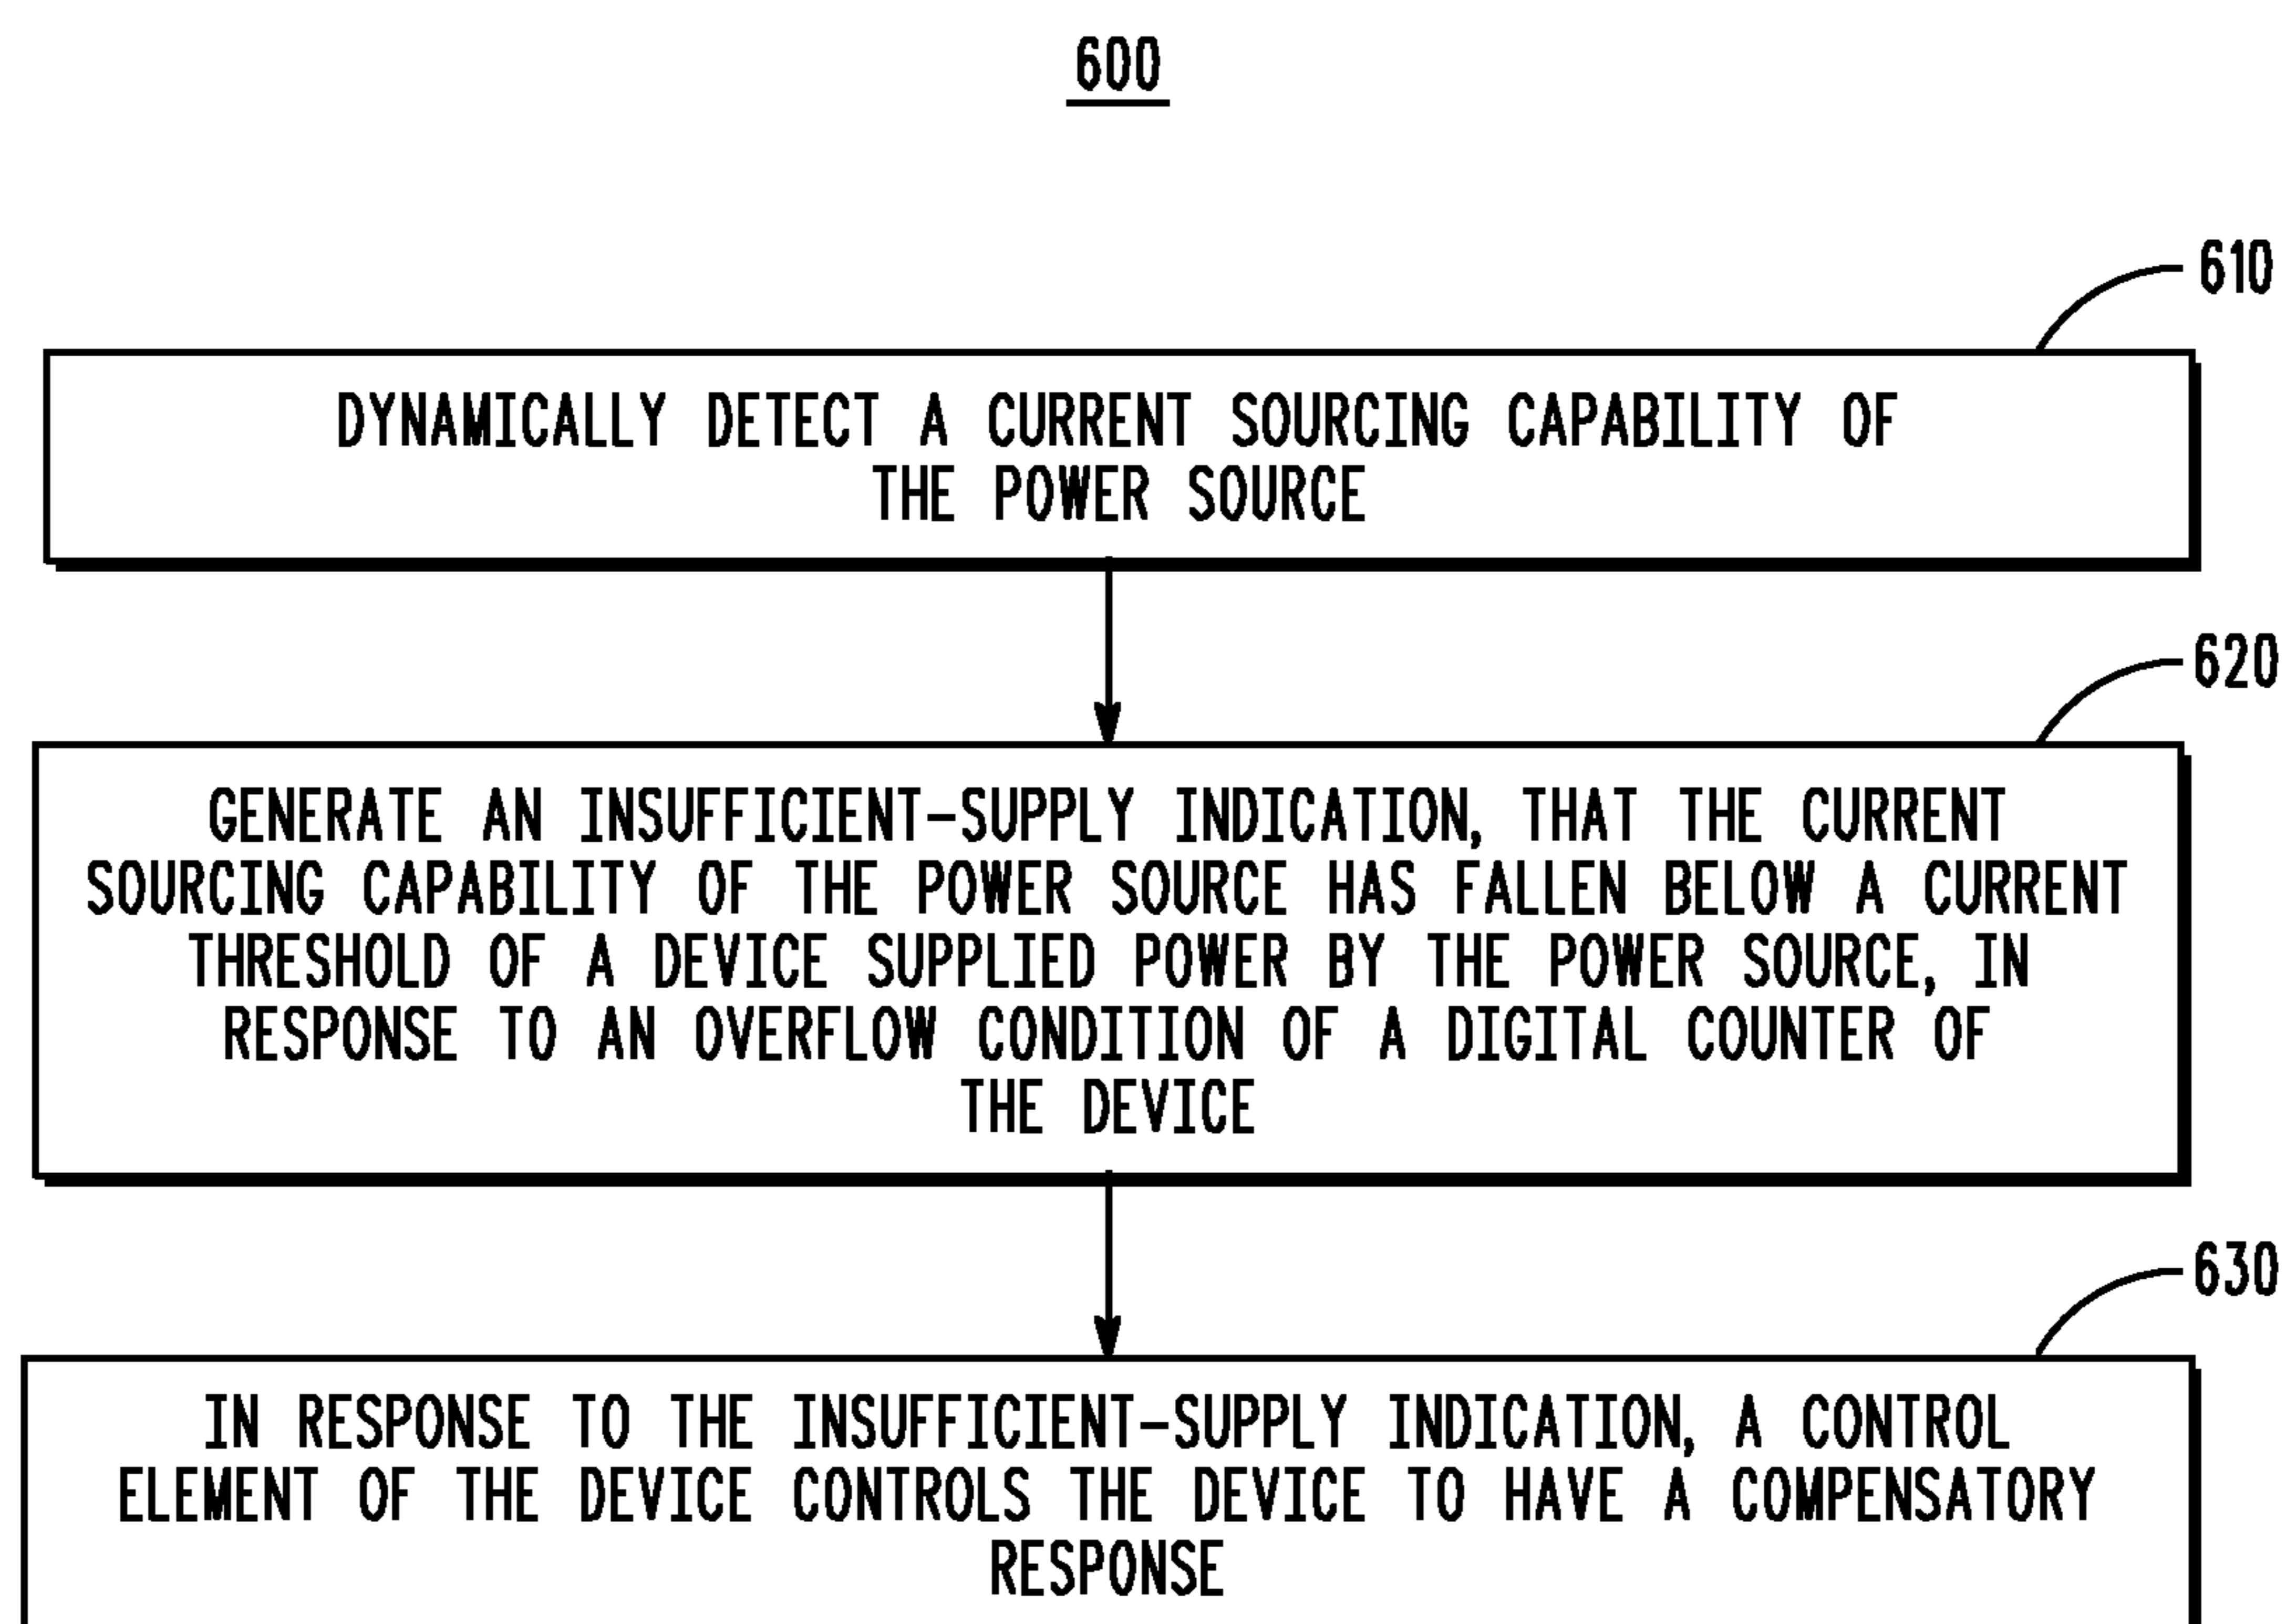 600
610
DYNAMICALLY DETECT A CURRENT SOURCING CAPABILITY OF
THE POWER SOURCE
620
GENERATE AN INSUFFICIENT-SUPPLY INDICATION, THAT THE CURRENT
SOURCING CAPABILITY OF THE POWER SOURCE HAS FALLEN BELOW A CURRENT
THRESHOLD OF A DEVICE SUPPLIED POWER BY THE POWER SOURCE, IN
RESPONSE TO AN OVERFLOW CONDITION OF A DIGITAL COUNTER OF
THE DEVICE
630
IN RESPONSE TO THE INSUFFICIENT-SUPPLY INDICATION, A CONTROL
ELEMENT OF THE DEVICE CONTROLS THE DEVICE TO HAVE A COMPENSATORY
RESPONSE